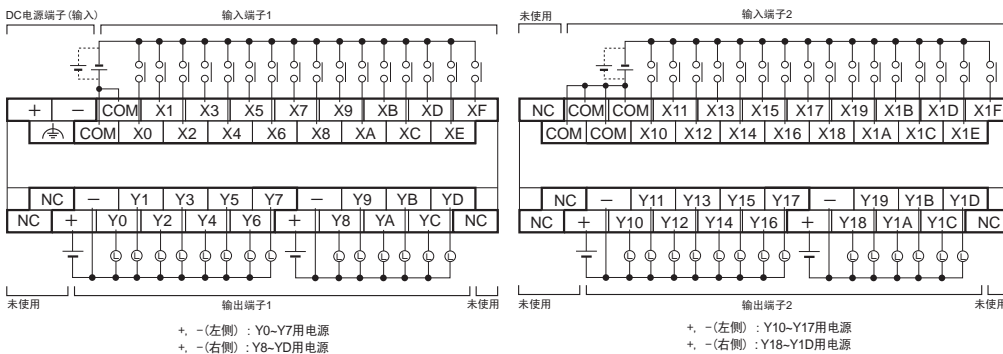 DC电源端子(输入) 输入端子1
+ − COM X1 X3 X5 X7 X9 XB XD XF
COM X0 X2 X4 X6 X8 XA XC XE
NC − Y1 Y3 Y5 Y7 − Y9 YB YD
NC + Y0 Y2 Y4 Y6 + Y8 YA YC NC
L L L L L L L L L L L L L L
未使用 输出端子1 未使用
+, −(左侧) : Y0~Y7用电源
+, −(右侧) : Y8~YD用电源
未使用 输入端子2
NC COM COM X11 X13 X15 X17 X19 X1B X1D X1F
COM COM X10 X12 X14 X16 X18 X1A X1C X1E
NC − Y11 Y13 Y15 Y17 − Y19 Y1B Y1D
NC + Y10 Y12 Y14 Y16 + Y18 Y1A Y1C NC
L L L L L L L L L L L L L L
未使用 输出端子2 未使用
+, −(左侧) : Y10~Y17用电源
+, −(右侧) : Y18~Y1D用电源